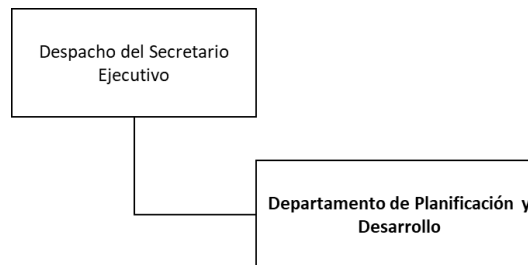 Despacho del Secretario
Ejecutivo
Departamento de Planificación y
Desarrollo